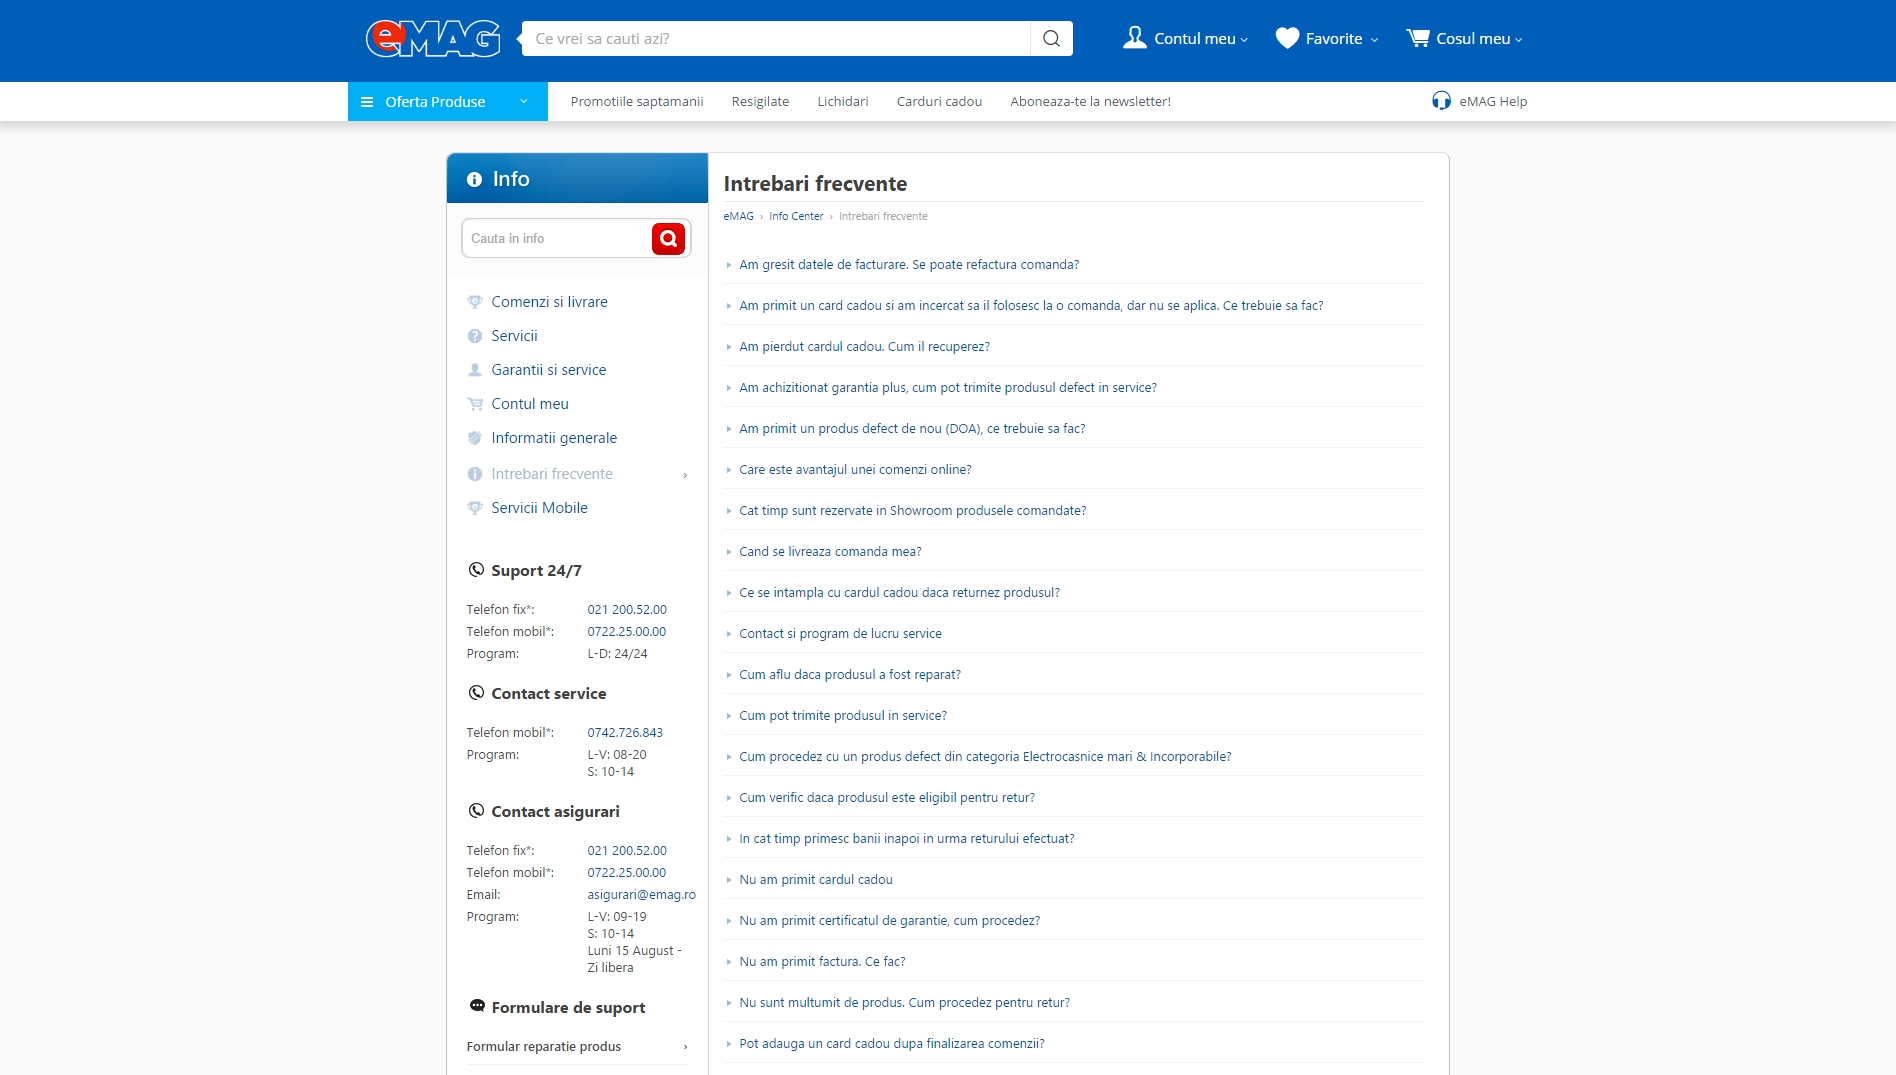 eMAG
Ce vrei sa cauti azi?
Contul meu
Favorite
Cosul meu
Oferta Produse
Promotiile saptamanii
Resigilate
Lichidari
Carduri cadou
Aboneaza-te la newsletter!
eMAG Help
Info
Cauta in info
Comenzi si livrare
Servicii
Garantii si service
Contul meu
Informatii generale
Intrebari frecvente ›
Servicii Mobile
Suport 24/7
Telefon fix*: 021 200.52.00
Telefon mobil*: 0722.25.00.00
Program: L-D: 24/24
Contact service
Telefon mobil*: 0742.726.843
Program: L-V: 08-20
S: 10-14
Contact asigurari
Telefon fix*: 021 200.52.00
Telefon mobil*: 0722.25.00.00
Email: asigurari@emag.ro
Program: L-V: 09-19
S: 10-14
Luni 15 August -
Zi libera
Formulare de suport
Formular reparatie produs ›
Intrebari frecvente
eMAG › Info Center › Intrebari frecvente
Am gresit datele de facturare. Se poate refactura comanda?
Am primit un card cadou si am incercat sa il folosesc la o comanda, dar nu se aplica. Ce trebuie sa fac?
Am pierdut cardul cadou. Cum il recuperez?
Am achizitionat garantia plus, cum pot trimite produsul defect in service?
Am primit un produs defect de nou (DOA), ce trebuie sa fac?
Care este avantajul unei comenzi online?
Cat timp sunt rezervate in Showroom produsele comandate?
Cand se livreaza comanda mea?
Ce se intampla cu cardul cadou daca returnez produsul?
Contact si program de lucru service
Cum aflu daca produsul a fost reparat?
Cum pot trimite produsul in service?
Cum procedez cu un produs defect din categoria Electrocasnice mari & Incorporabile?
Cum verific daca produsul este eligibil pentru retur?
In cat timp primesc banii inapoi in urma returului efectuat?
Nu am primit cardul cadou
Nu am primit certificatul de garantie, cum procedez?
Nu am primit factura. Ce fac?
Nu sunt multumit de produs. Cum procedez pentru retur?
Pot adauga un card cadou dupa finalizarea comenzii?